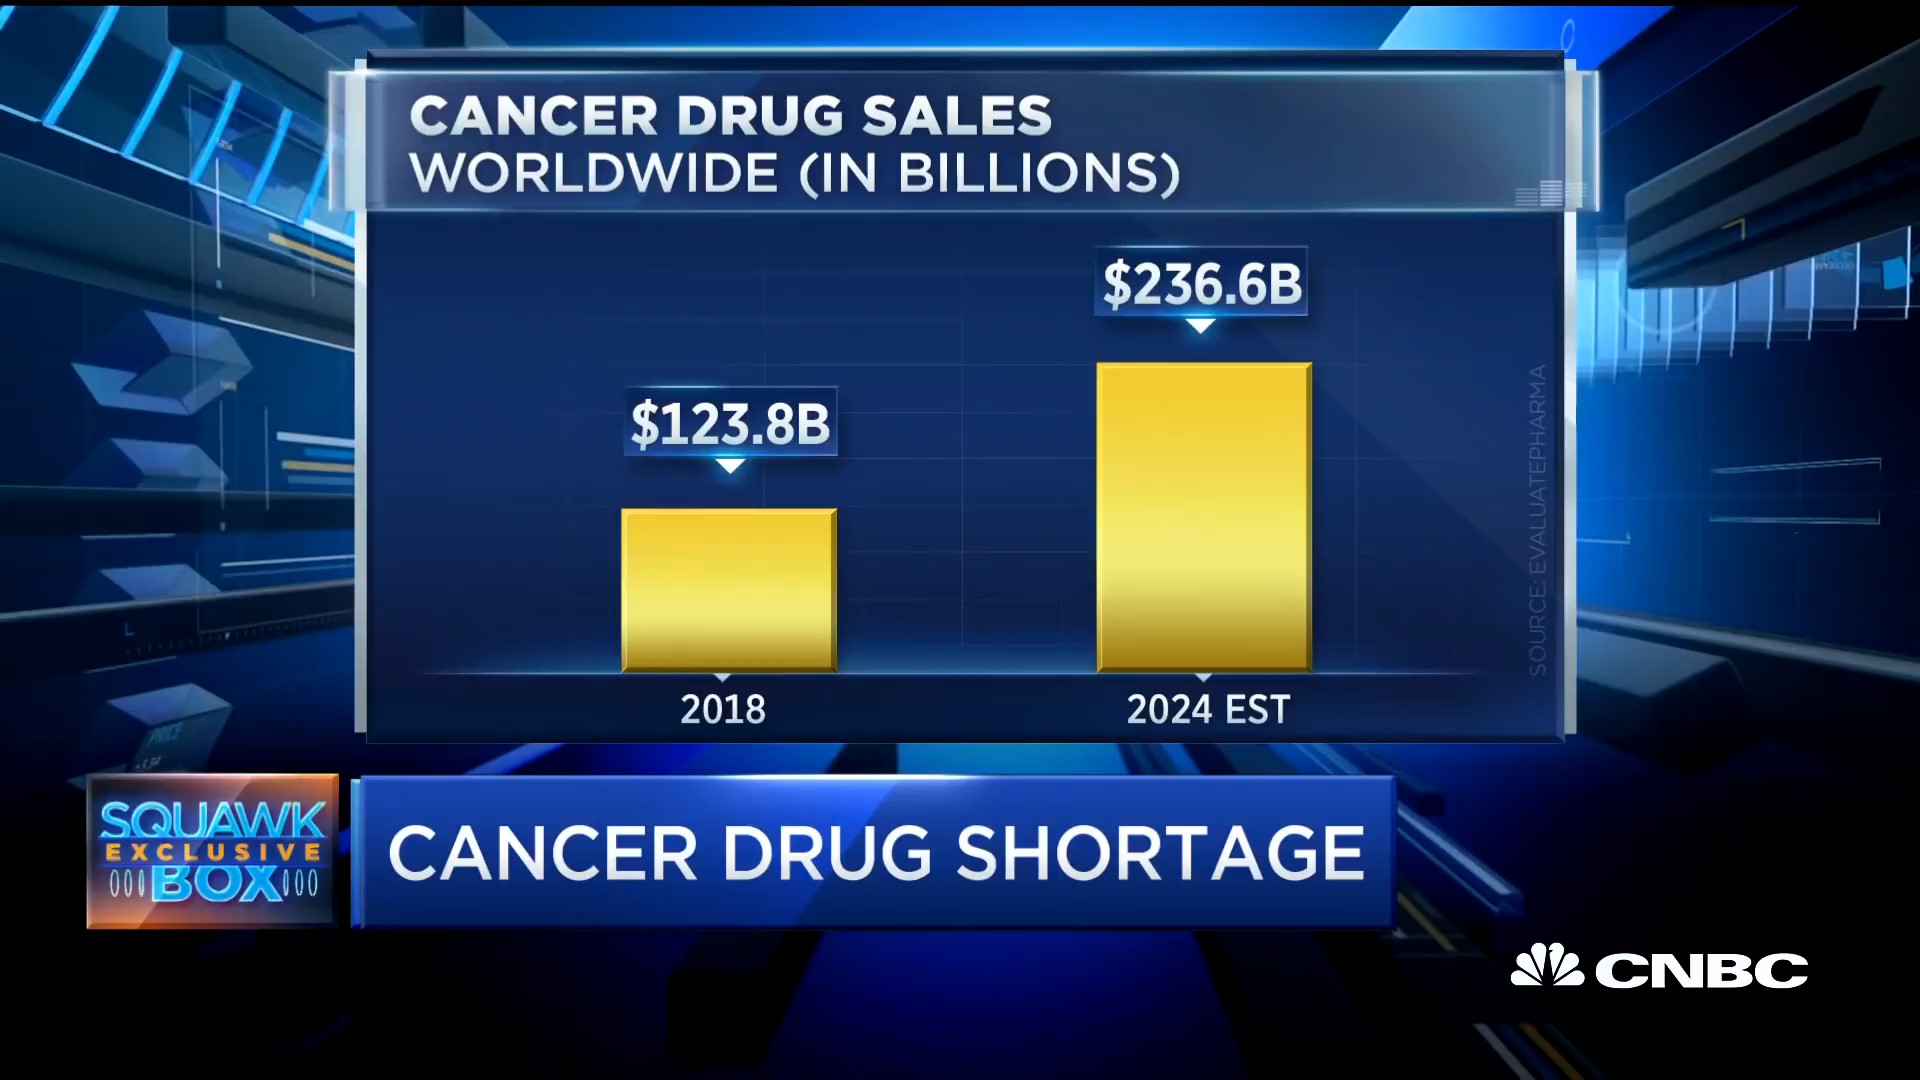 CANCER DRUG SALES
WORLDWIDE (IN BILLIONS)
$123.8B
$236.6B
2018
2024 EST
SOURCE: EVALUATEPHARMA
SQUAWK
EXCLUSIVE
BOX
CANCER DRUG SHORTAGE
CNBC
PRICE